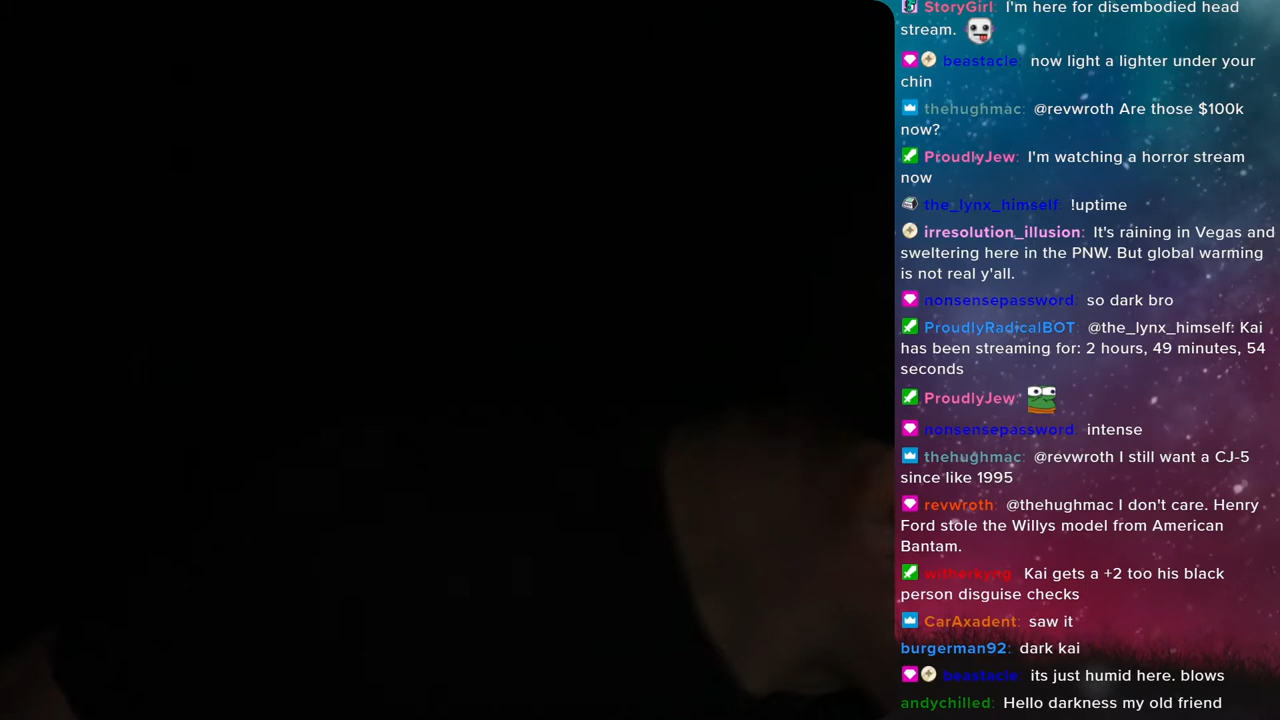 StoryGirl: I'm here for disembodied head
stream.
beastacle: now light a lighter under your
chin
thehughmac: @revwroth Are those $100k
now?
ProudlyJew: I'm watching a horror stream
now
the_lynx_himself: !uptime
irresolution_illusion: It's raining in Vegas and
sweltering here in the PNW. But global warming
is not real y'all.
nonsensepassword: so dark bro
ProudlyRadicalBOT: @the_lynx_himself: Kai
has been streaming for: 2 hours, 49 minutes, 54
seconds
ProudlyJew:
nonsensepassword: intense
thehughmac: @revwroth I still want a CJ-5
since like 1995
revwroth: @thehughmac I don't care. Henry
Ford stole the Willys model from American
Bantam.
witherkyng: Kai gets a +2 too his black
person disguise checks
CarAxadent: saw it
burgerman92: dark kai
beastacle: its just humid here. blows
andychilled: Hello darkness my old friend